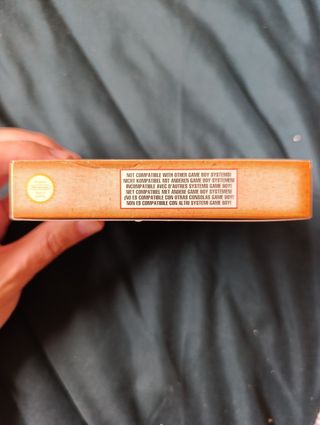 NOT COMPATIBLE WITH OTHER GAME BOY SYSTEMS!
NICHT KOMPATIBEL MIT ANDEREN GAME BOY SYSTEMEN!
INCOMPATIBLE AVEC D'AUTRES SYSTEMS GAME BOY!
NIET COMPATIBEL MET ANDERE GAME BOY SYSTEMEN!
¡NO ES COMPATIBLE CON OTRAS CONSOLAS GAME BOY!
NON È COMPATIBILE CON ALTRI SYSTEMI GAME BOY!